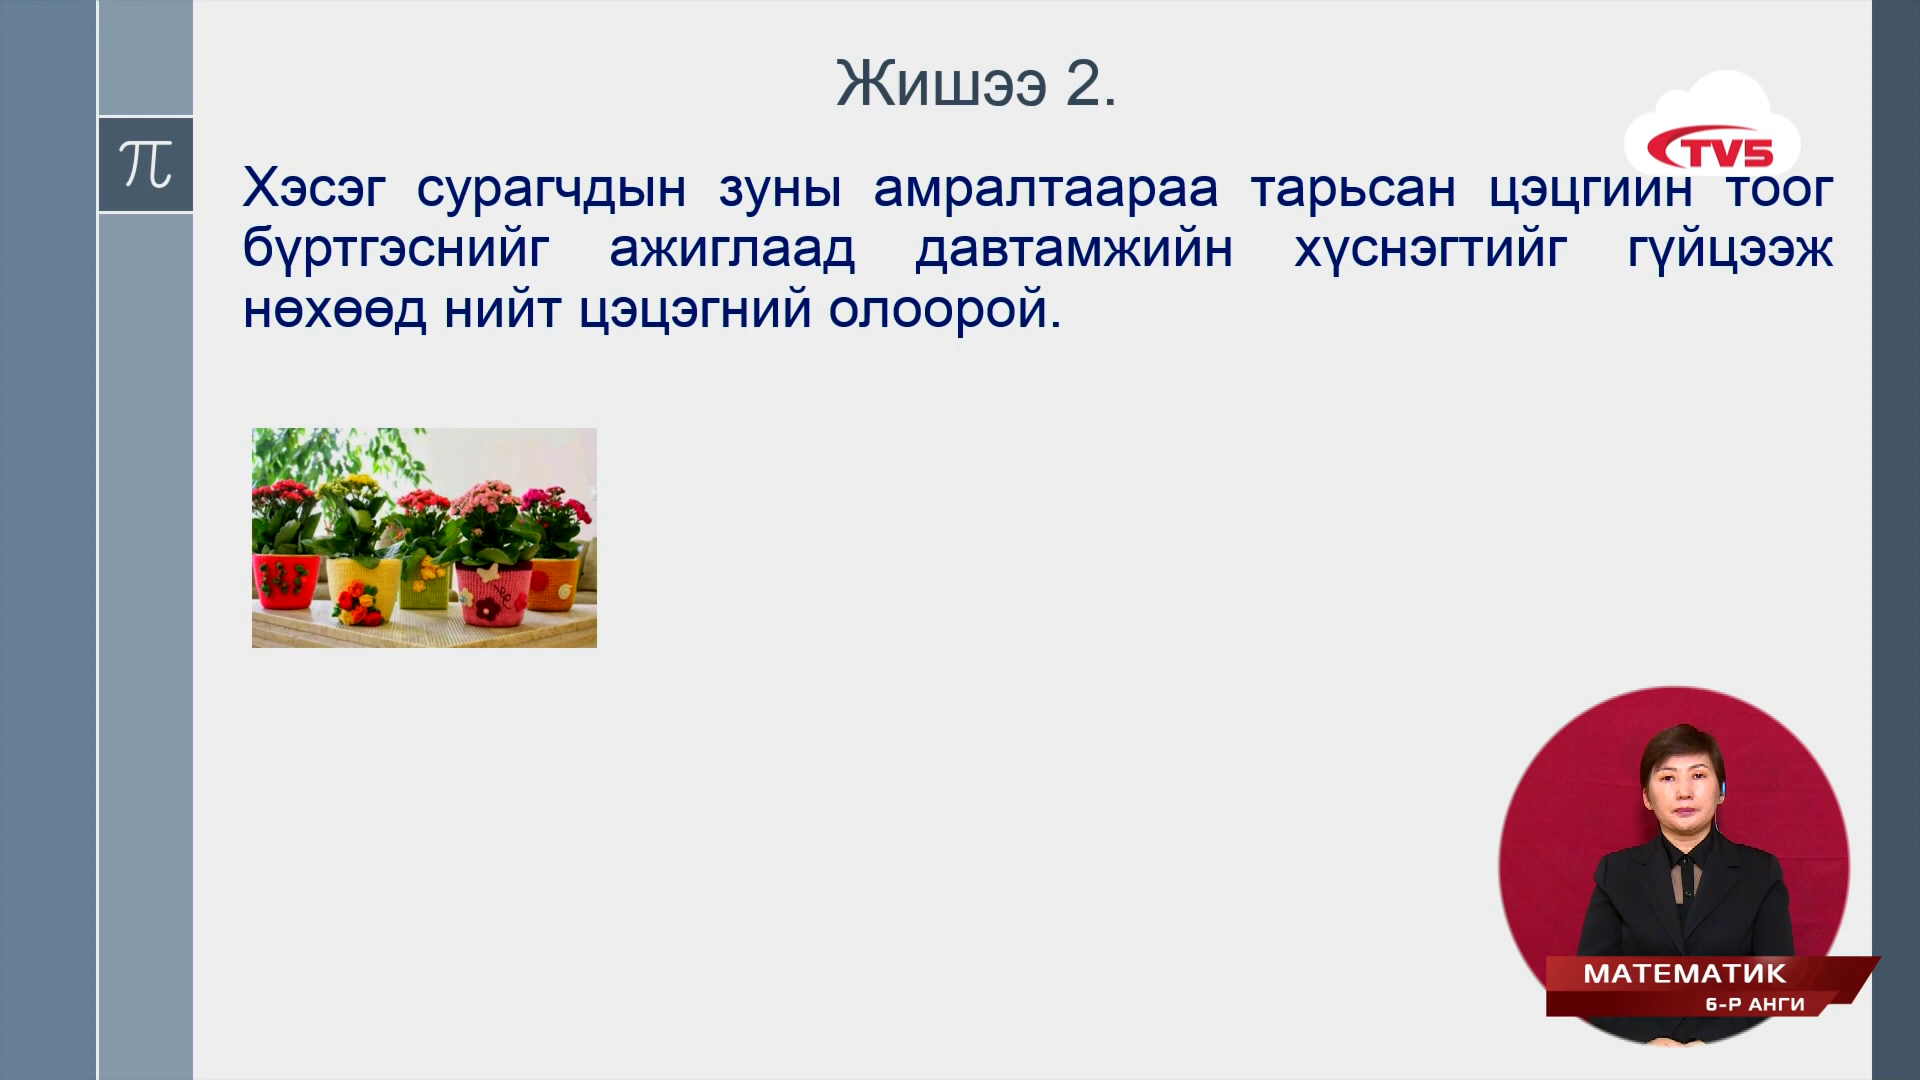 Жишээ 2.
TV5
π
Хэсэг сурагчдын зуны амралтаараа тарьсан цэцгийн тоог
бүртгэснийг ажиглаад давтамжийн хүснэгтийг гүйцээж
нөхөөд нийт цэцэгний олоорой.
МАТЕМАТИК
6-Р АНГИ